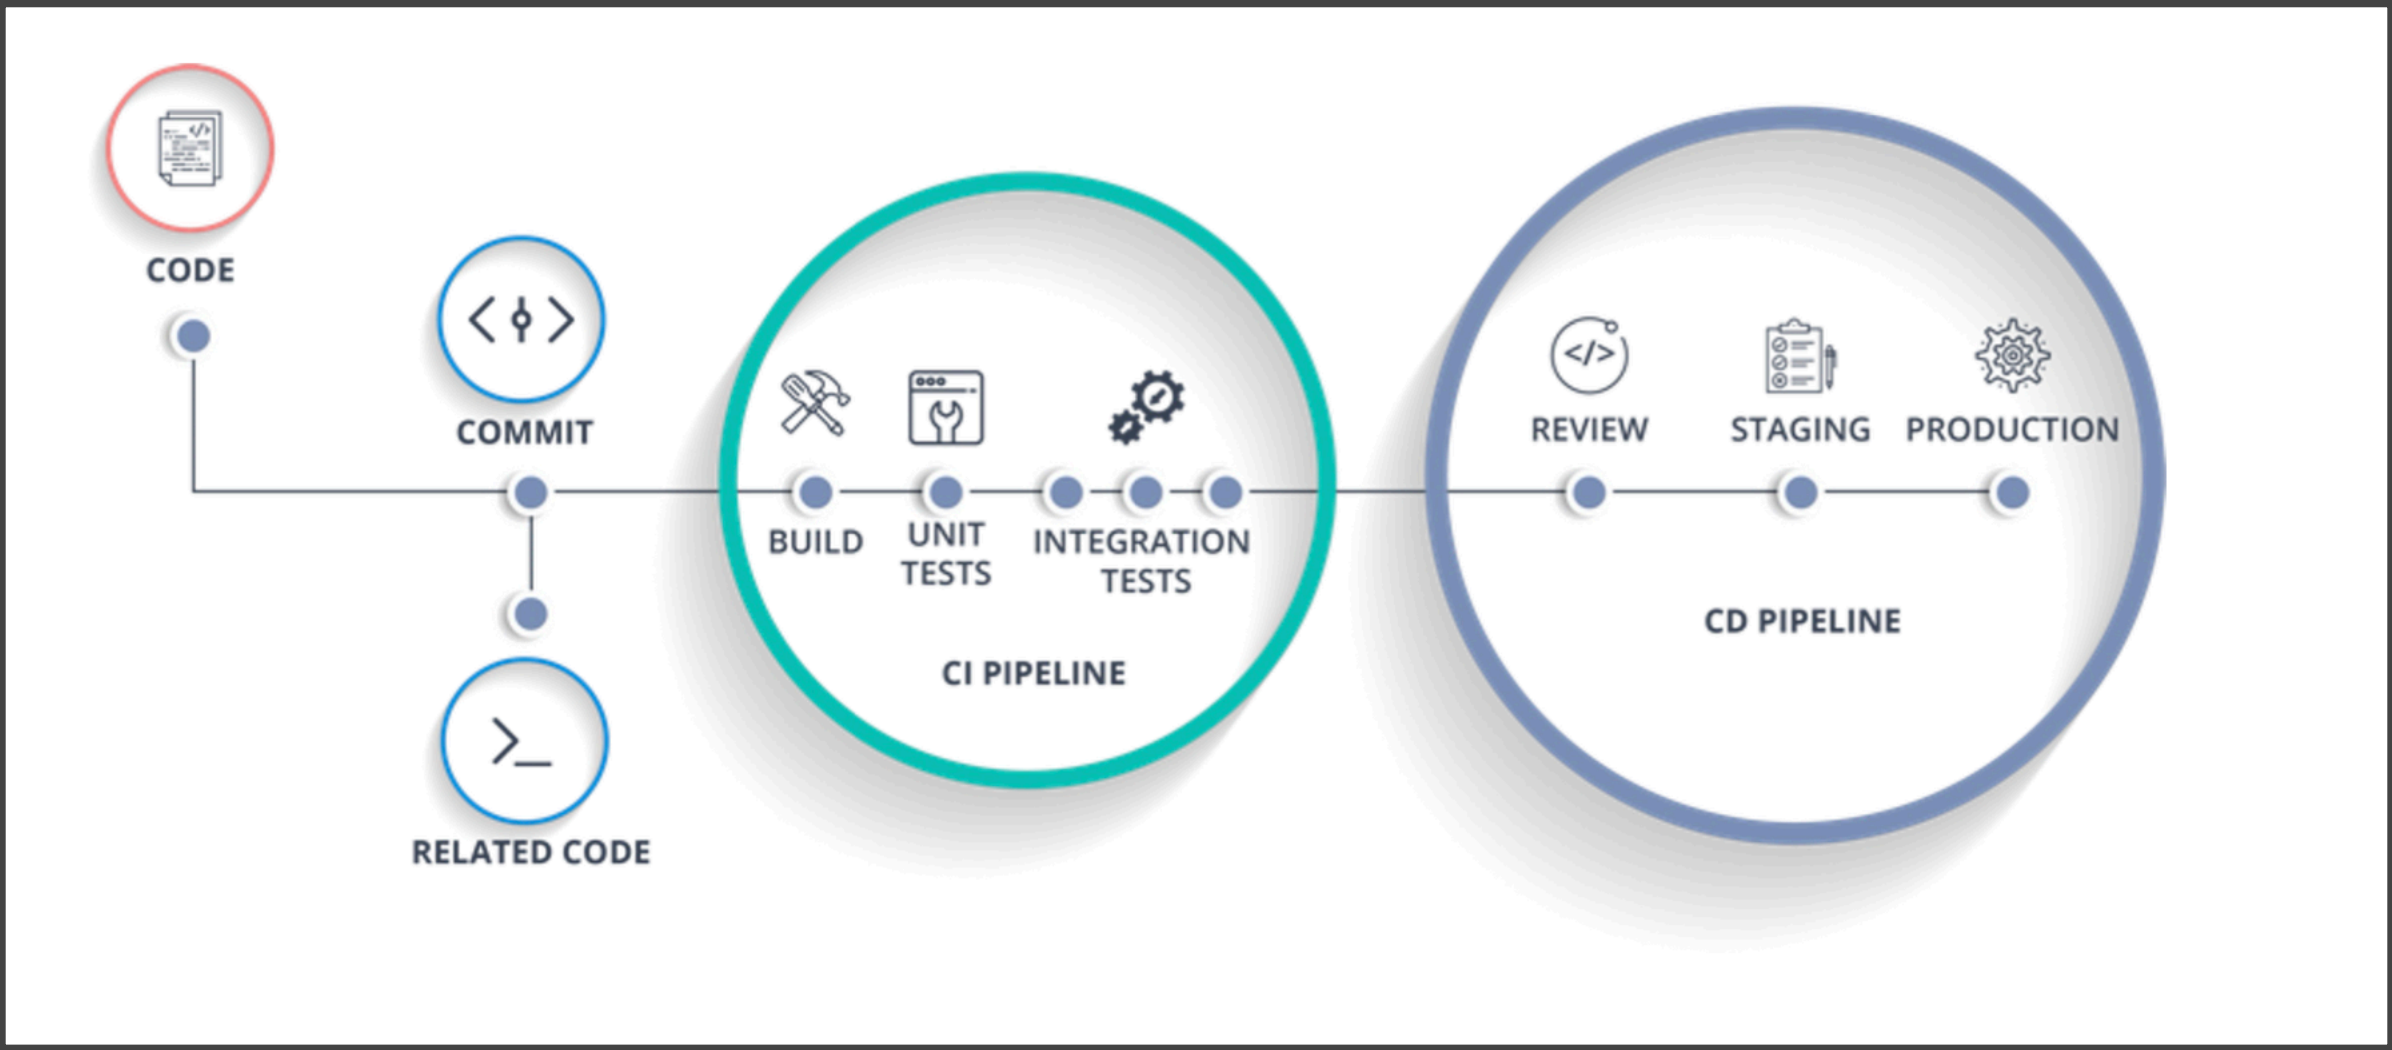 CODE
COMMIT
RELATED CODE
BUILD
UNIT
TESTS
INTEGRATION
TESTS
CI PIPELINE
REVIEW
STAGING
PRODUCTION
CD PIPELINE